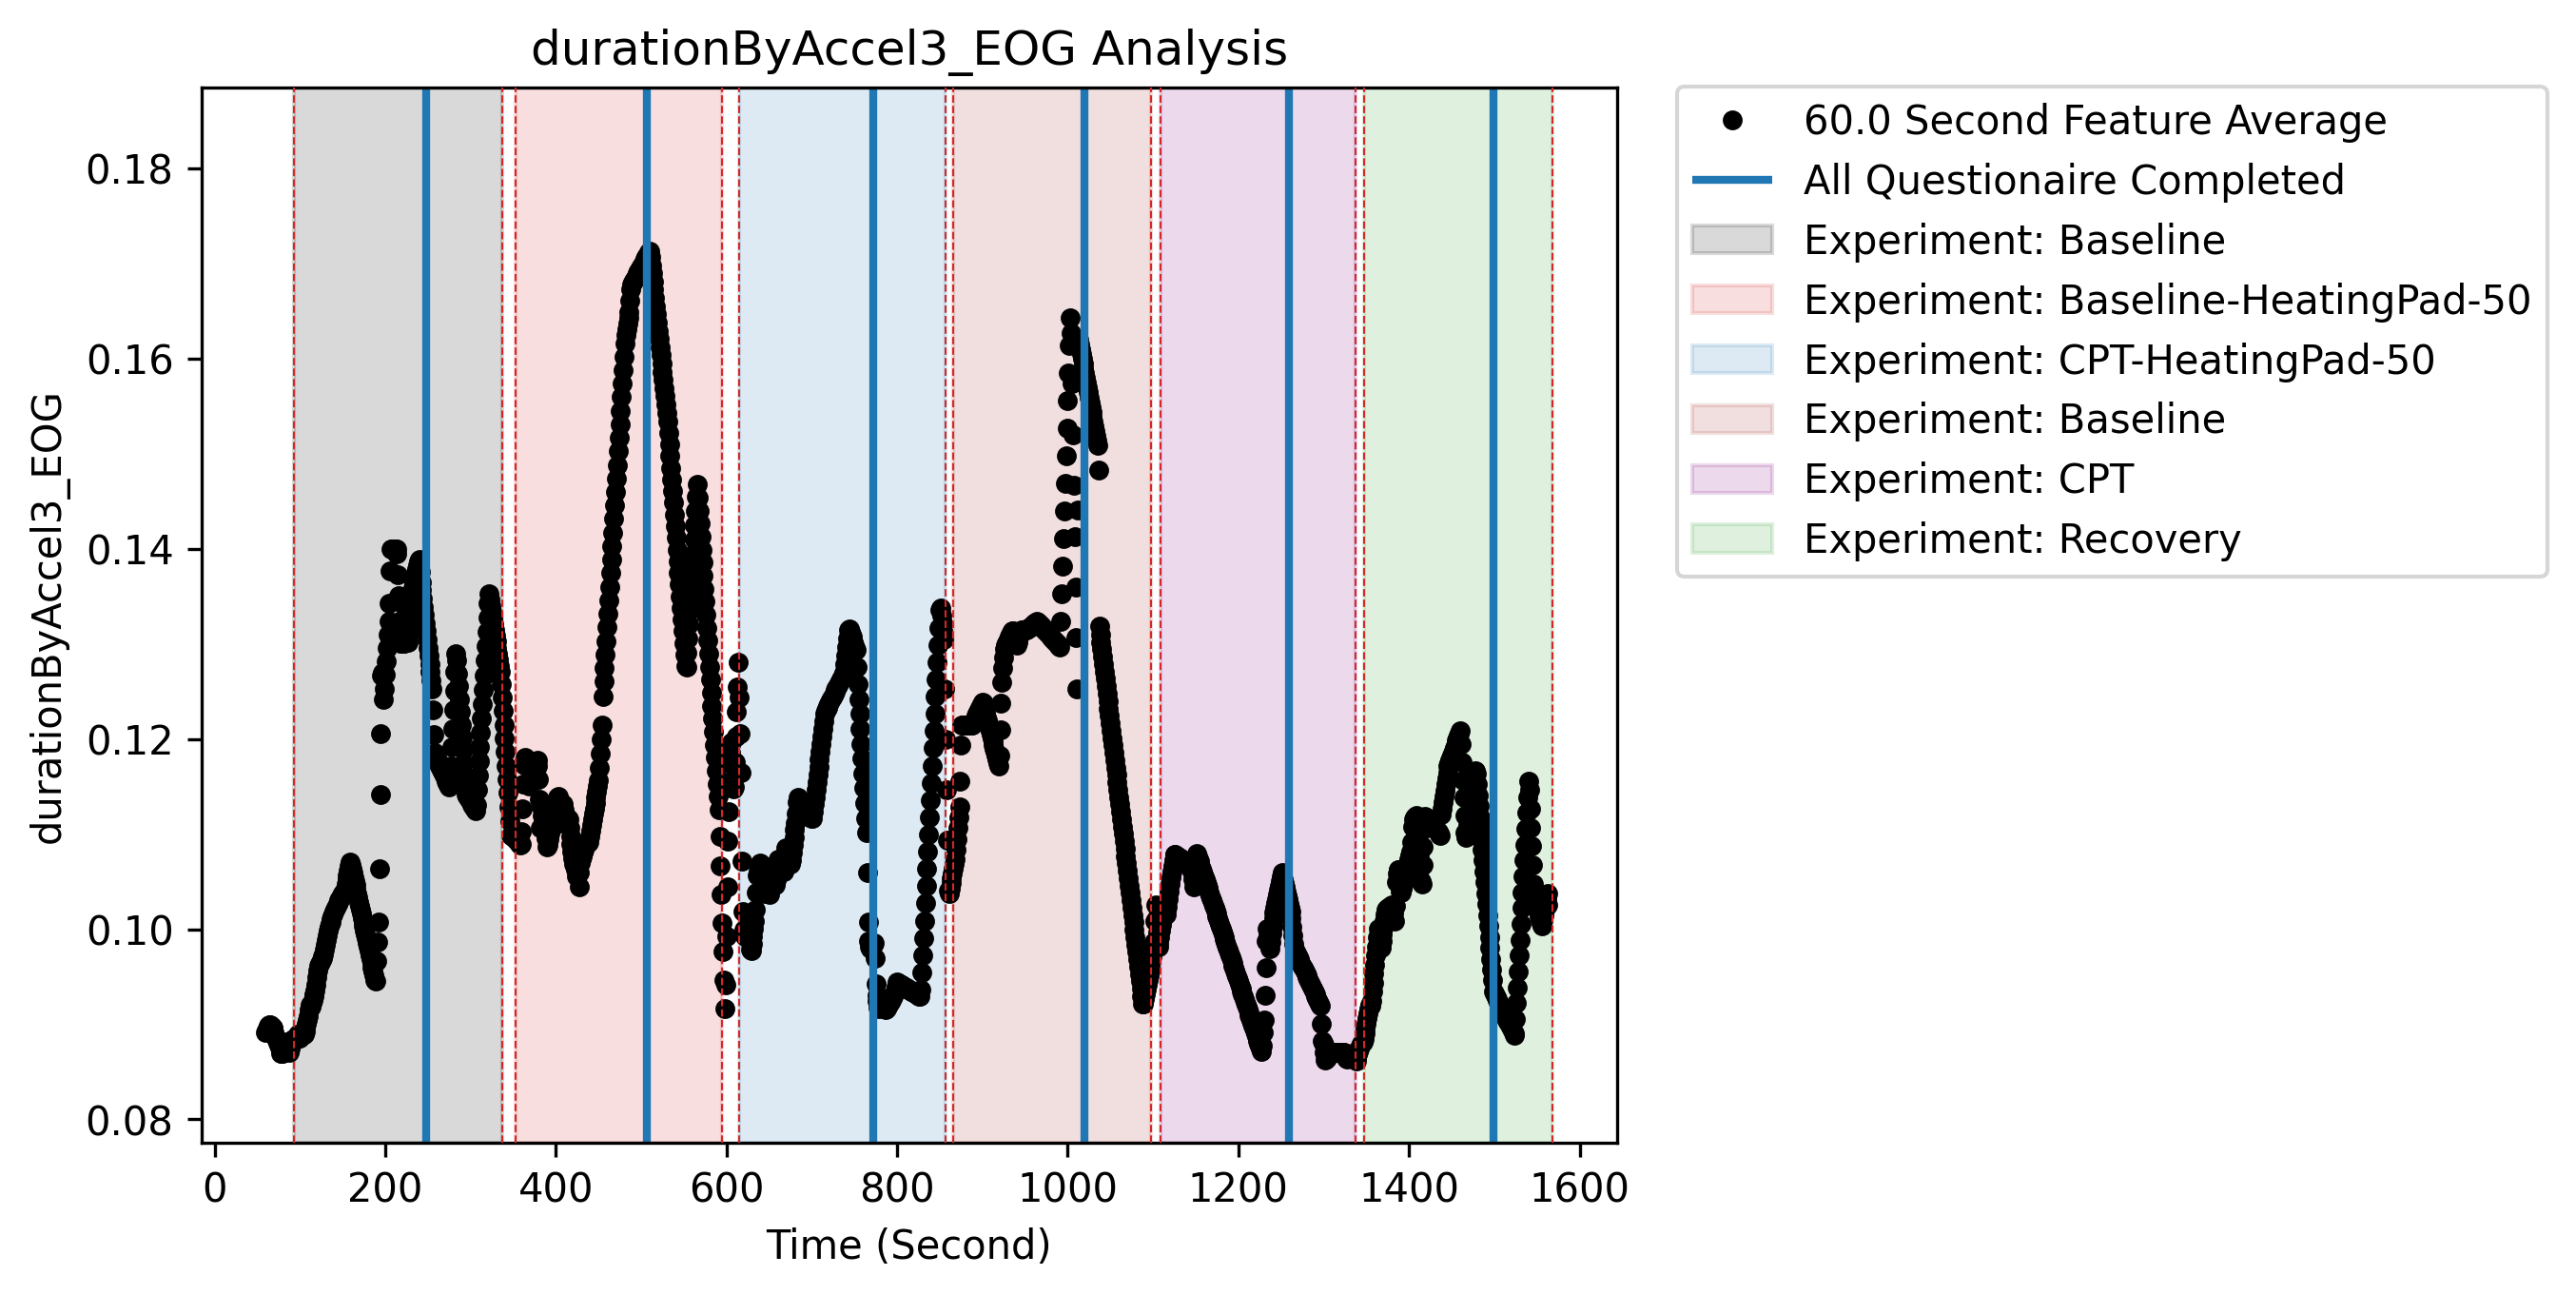 durationByAccel3_EOG Analysis
durationByAccel3_EOG
0.18
0.16
0.14
0.12
0.10
0.08
0 200 400 600 800 1000 1200 1400 1600
Time (Second)
60.0 Second Feature Average
All Questionaire Completed
Experiment: Baseline
Experiment: Baseline-HeatingPad-50
Experiment: CPT-HeatingPad-50
Experiment: Baseline
Experiment: CPT
Experiment: Recovery